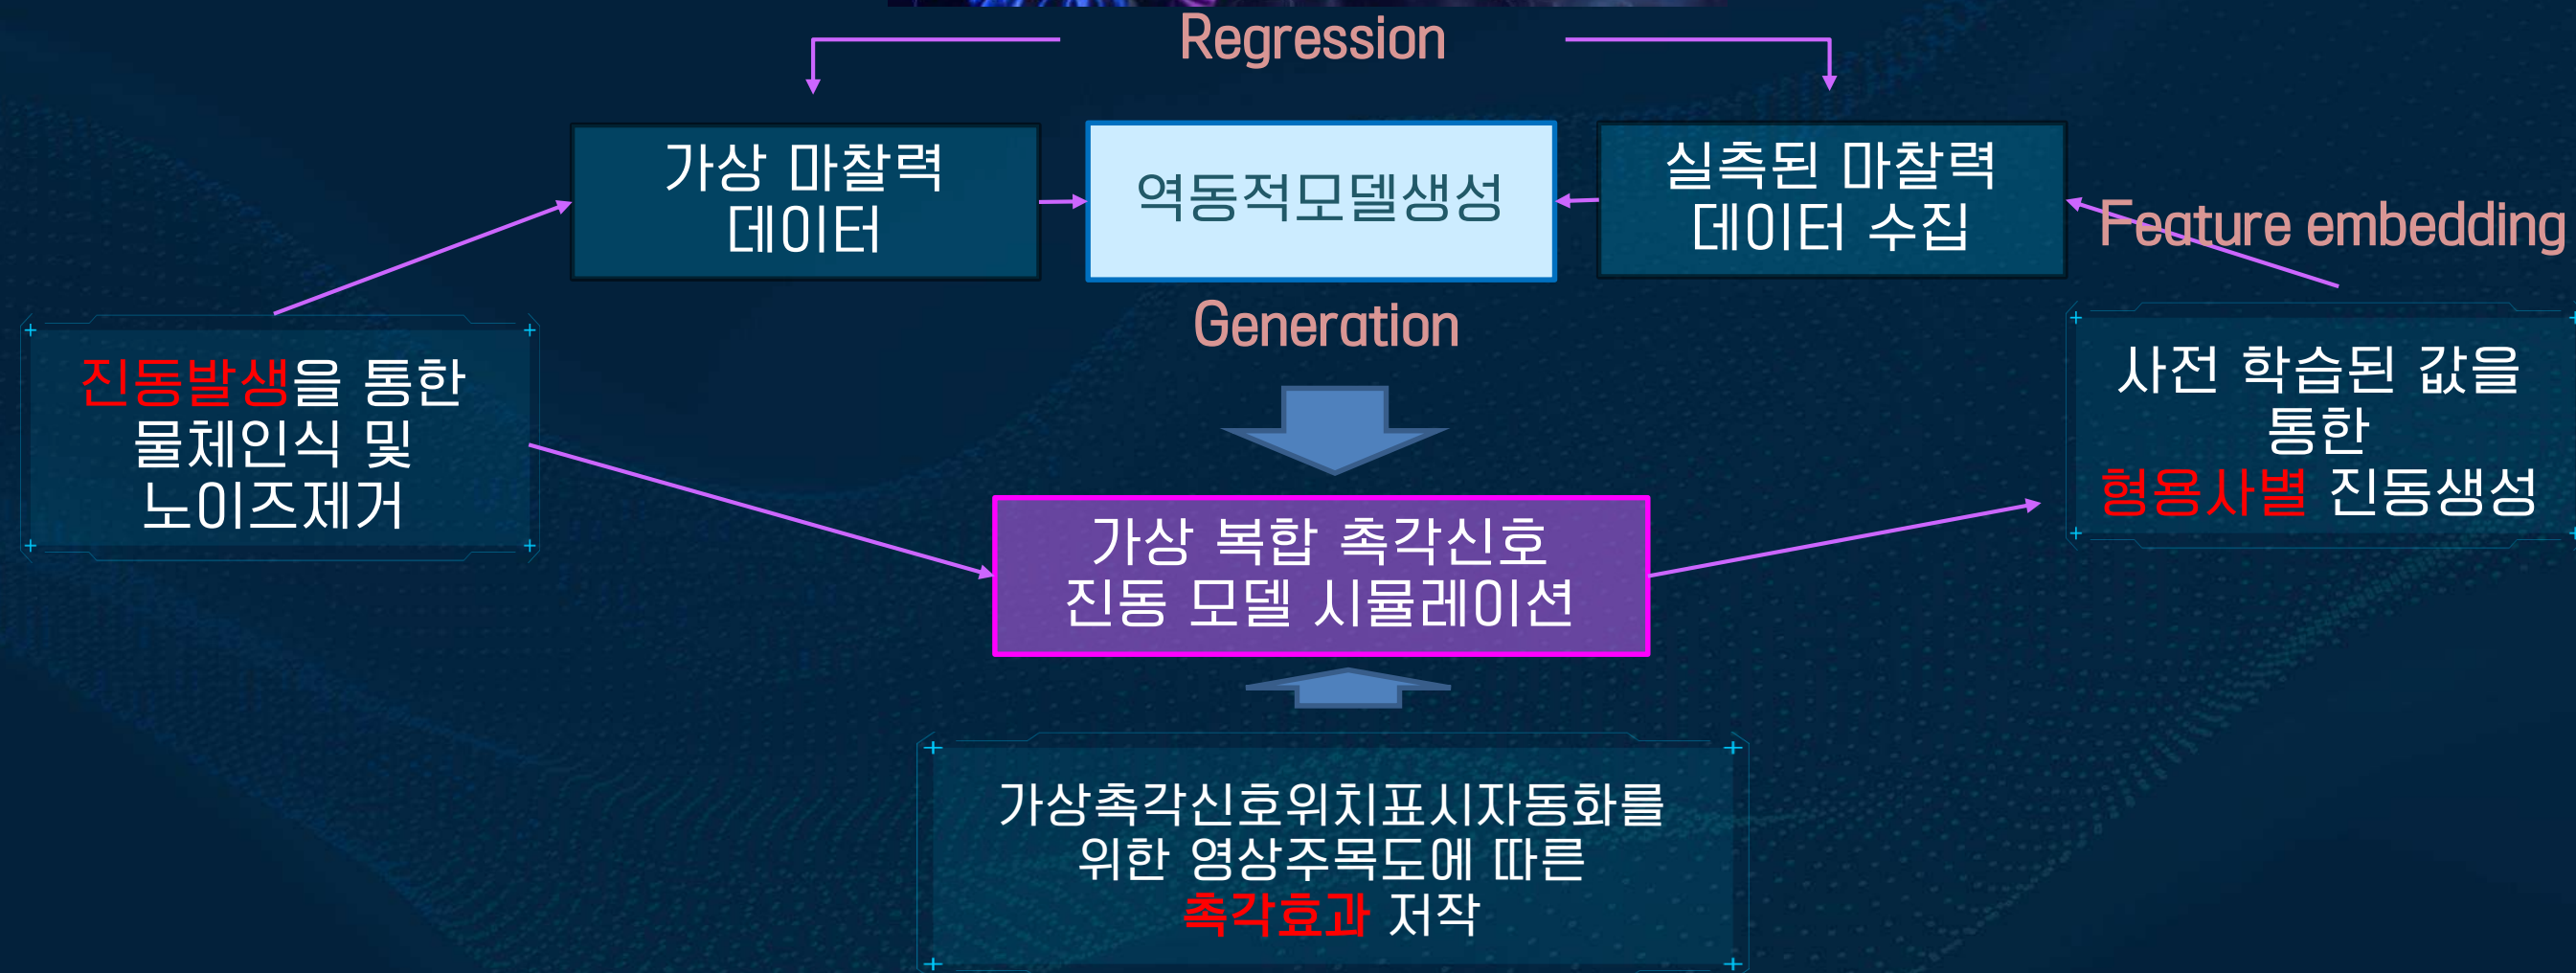 Regression
가상 마찰력
데이터
역동적모델생성
실측된 마찰력
데이터 수집
Feature embedding
Generation
진동발생을 통한
물체인식 및
노이즈제거
사전 학습된 값을
통한
형용사별 진동생성
가상 복합 촉각신호
진동 모델 시뮬레이션
가상촉각신호위치표시자동화를
위한 영상주목도에 따른
촉각효과 저작